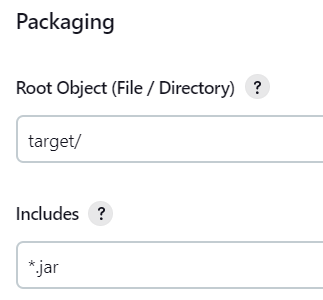 Packaging
Root Object (File / Directory) ?
target/
Includes ?
*.jar